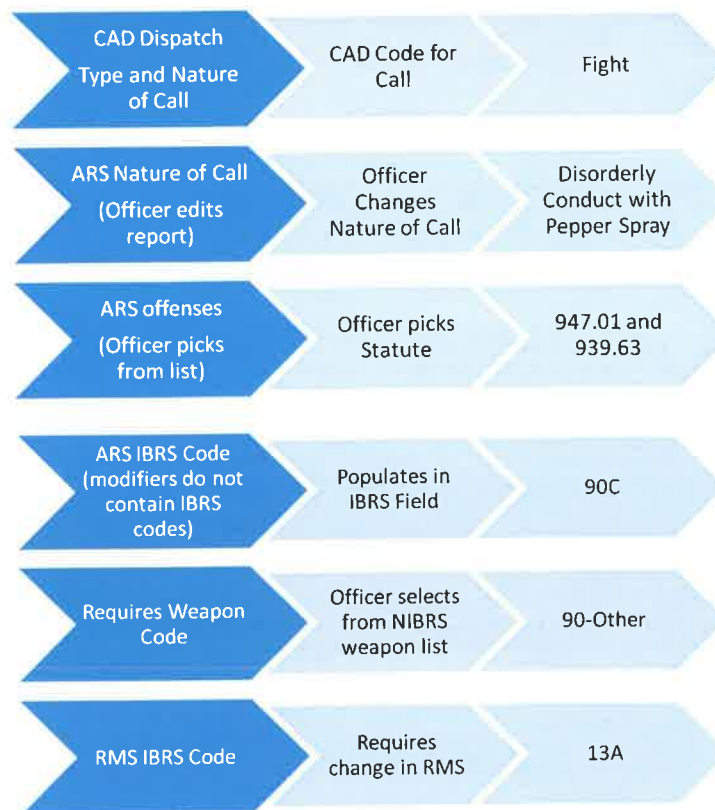 CAD Dispatch
Type and Nature
of Call
CAD Code for
Call
Fight
ARS Nature of Call
(Officer edits
report)
Officer
Changes
Nature of Call
Disorderly
Conduct with
Pepper Spray
ARS offenses
(Officer picks
from list)
Officer picks
Statute
947.01 and
939.63
ARS IBRS Code
(modifiers do not
contain IBRS
codes)
Populates in
IBRS Field
90C
Requires Weapon
Code
Officer selects
from NIBRS
weapon list
90-Other
RMS IBRS Code
Requires
change in RMS
13A